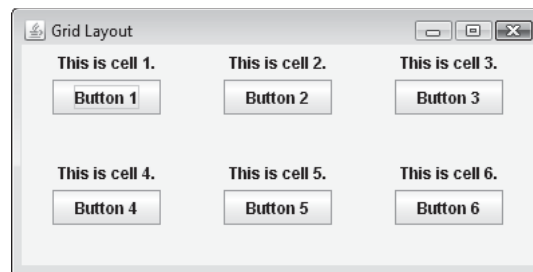 Grid Layout
This is cell 1. This is cell 2. This is cell 3.
Button 1 Button 2 Button 3
This is cell 4. This is cell 5. This is cell 6.
Button 4 Button 5 Button 6